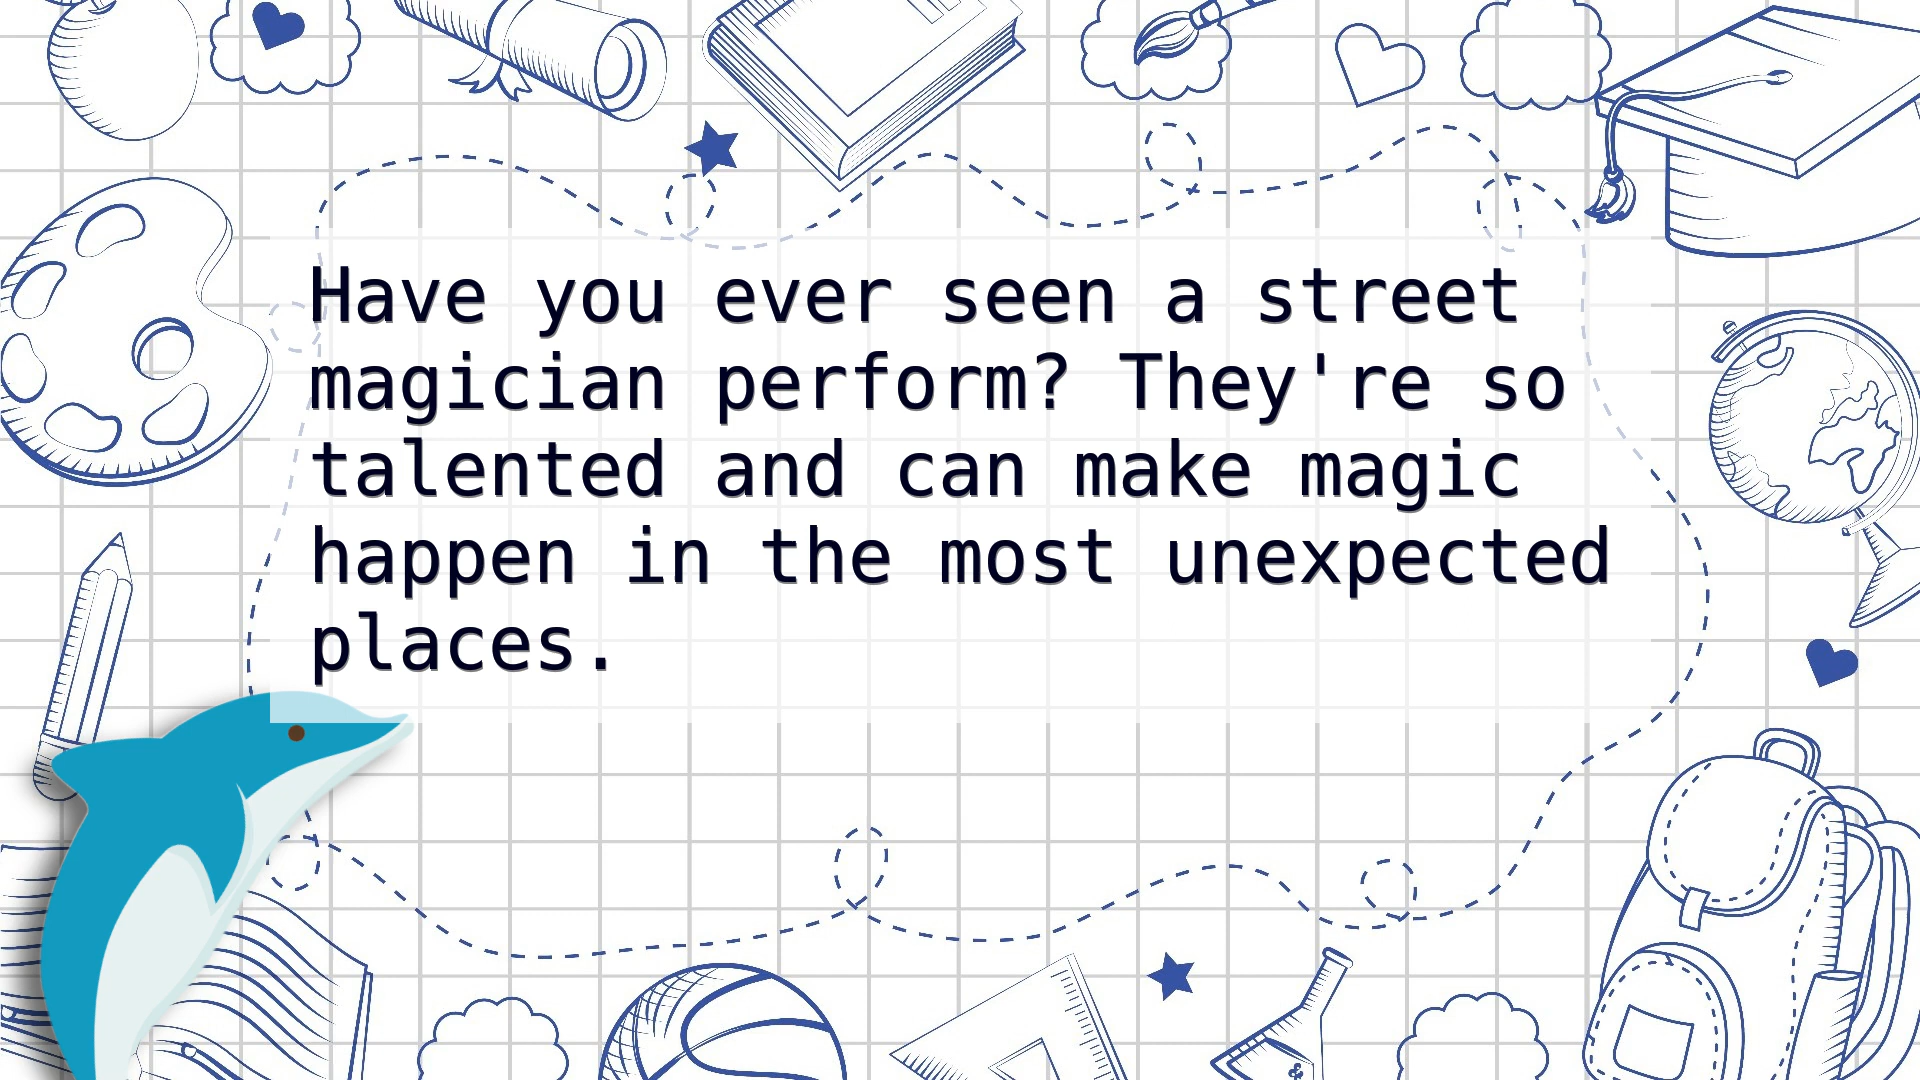 Have you ever seen a street
magician perform? They're so
talented and can make magic
happen in the most unexpected
places.